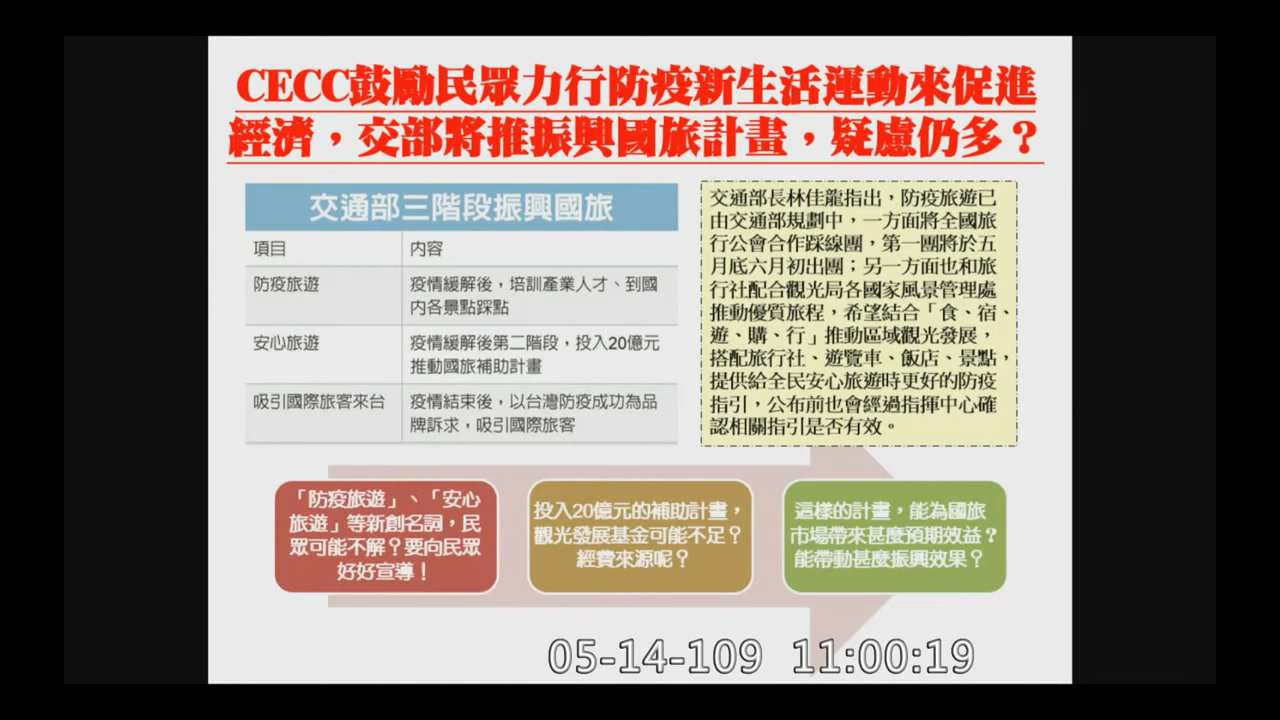 CECC鼓勵民眾力行防疫新生活運動來促進
經濟，交部將推振興國旅計畫，疑慮仍多？
交通部三階段振興國旅
項目
內容
防疫旅遊
疫情緩解後，培訓產業人才、到國
內各景點踩點
安心旅遊
疫情緩解後第二階段，投入20億元
推動國旅補助計畫
吸引國際旅客來台
疫情結束後，以台灣防疫成功為品
牌訴求，吸引國際旅客
交通部長林佳龍指出，防疫旅遊已
由交通部規劃中，一方面將全國旅
行公會合作踩線團，第一團將於五
月底六月初出團；另一方面也和旅
行社配合觀光局各國家風景管理處
推動優質旅程，希望結合「食、宿、
遊、購、行」推動區域觀光發展，
搭配旅行社、遊覽車、飯店、景點，
提供給全民安心旅遊時更好的防疫
指引，公布前也會經過指揮中心確
認相關指引是否有效。
「防疫旅遊」、「安心
旅遊」等新創名詞，民
眾可能不解？要向民眾
好好宣導！
投入20億元的補助計畫，
觀光發展基金可能不足？
經費來源呢？
這樣的計畫，能為國旅
市場帶來甚麼預期效益？
能帶動甚麼振興效果？
05-14-109 11:00:19